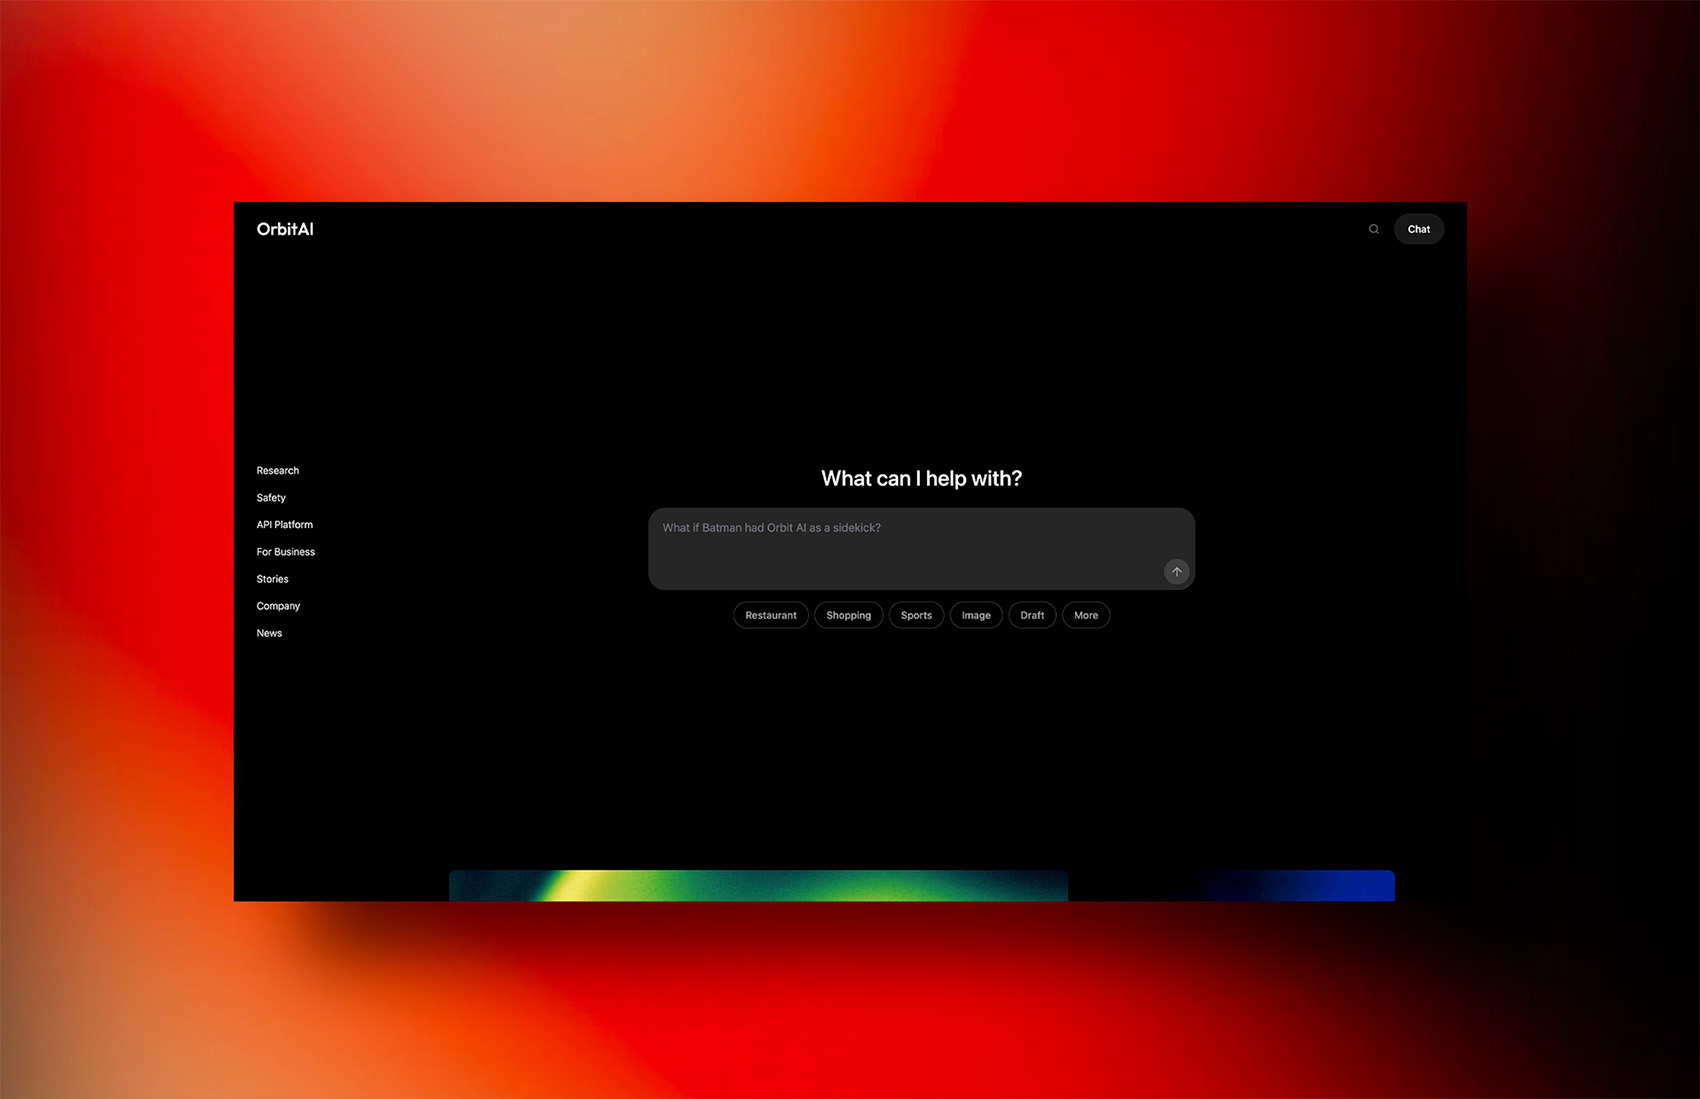 OrbitAI
Chat
Research
Safety
API Platform
For Business
Stories
Company
News
What can I help with?
What if Batman had Orbit AI as a sidekick?
Restaurant
Shopping
Sports
Image
Draft
More